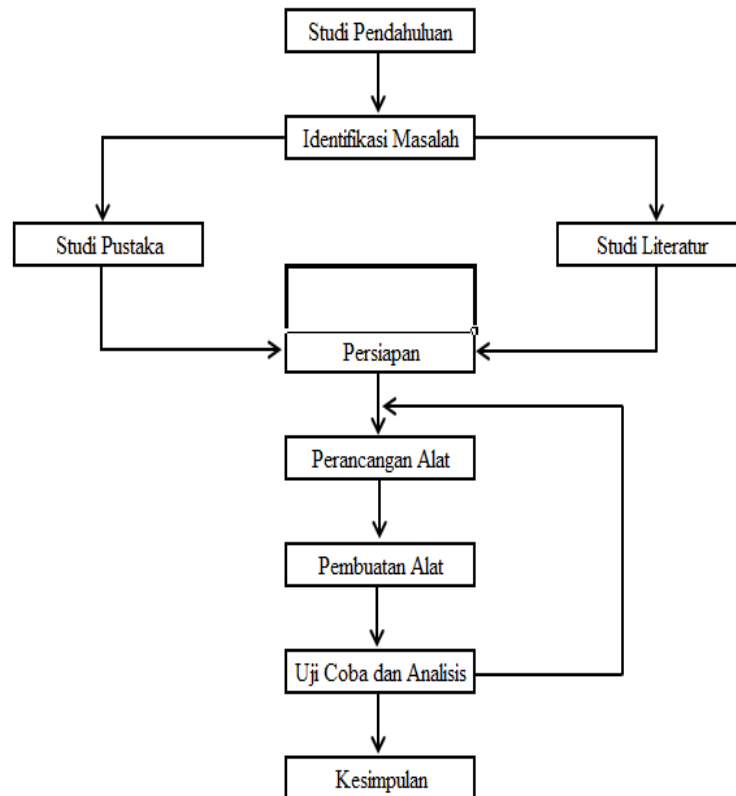 Studi Pendahuluan
Identifikasi Masalah
Studi Pustaka
Studi Literatur
Persiapan
Perancangan Alat
Pembuatan Alat
Uji Coba dan Analisis
Kesimpulan